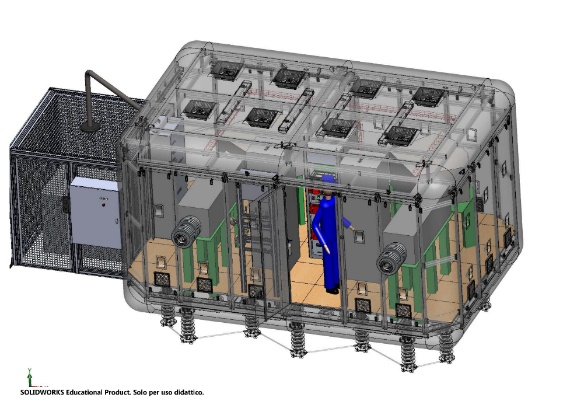 SOLIDWORKS Educational Product. Solo per uso didattico.